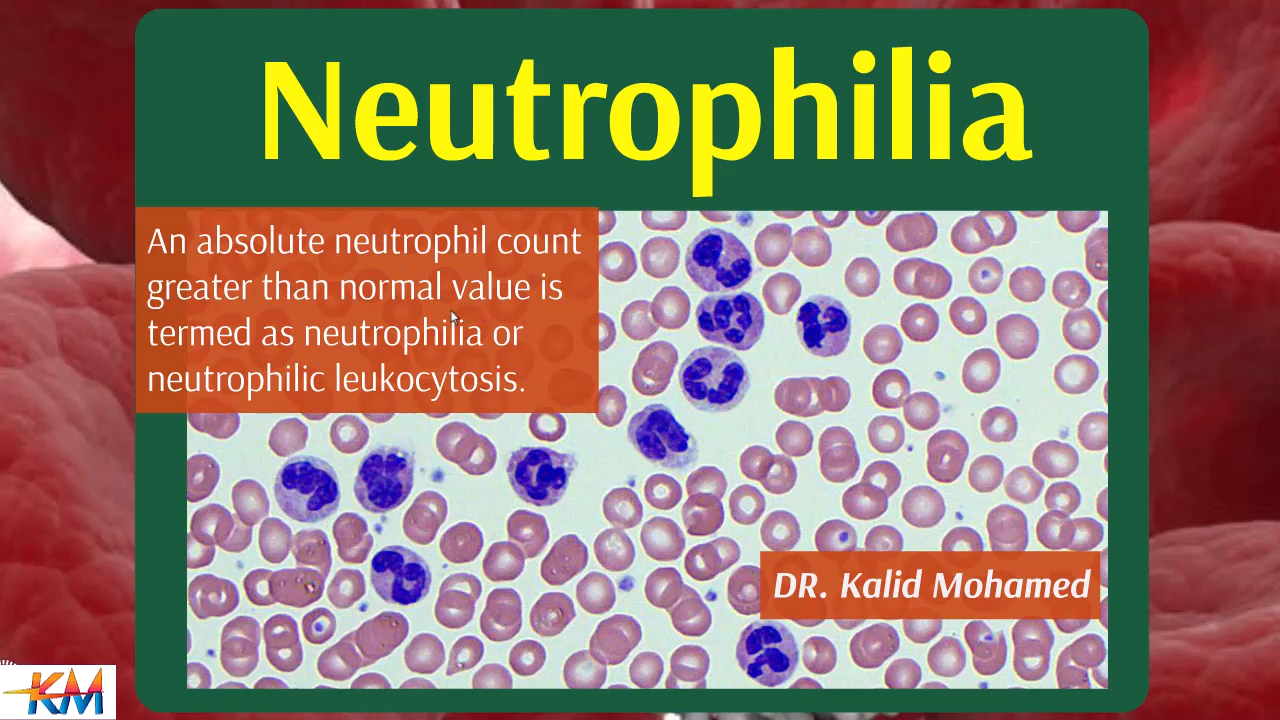 Neutrophilia
An absolute neutrophil count
greater than normal value is
termed as neutrophilia or
neutrophilic leukocytosis.
DR. Kalid Mohamed
KM